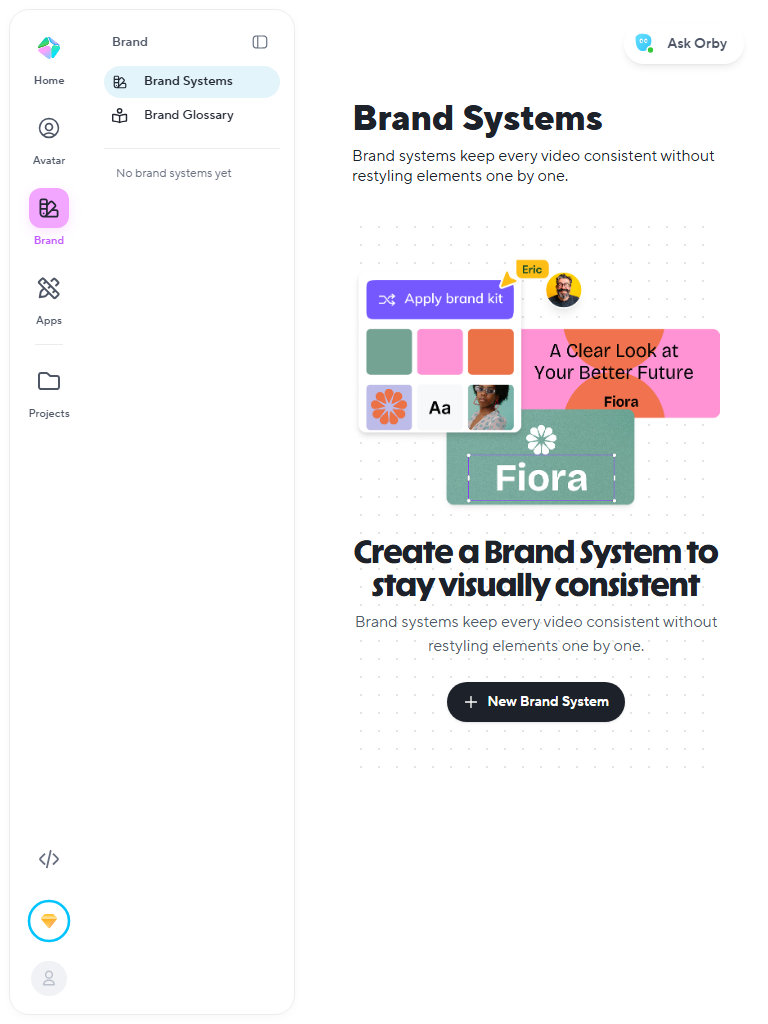 Home
Avatar
Brand
Apps
Projects
Brand
Brand Systems
Brand Glossary
No brand systems yet
Ask Orby
Brand Systems
Brand systems keep every video consistent without
restyling elements one by one.
Eric
Apply brand kit
Aa
A Clear Look at
Your Better Future
Fiora
Fiora
Create a Brand System to
stay visually consistent
Brand systems keep every video consistent without
restyling elements one by one.
New Brand System